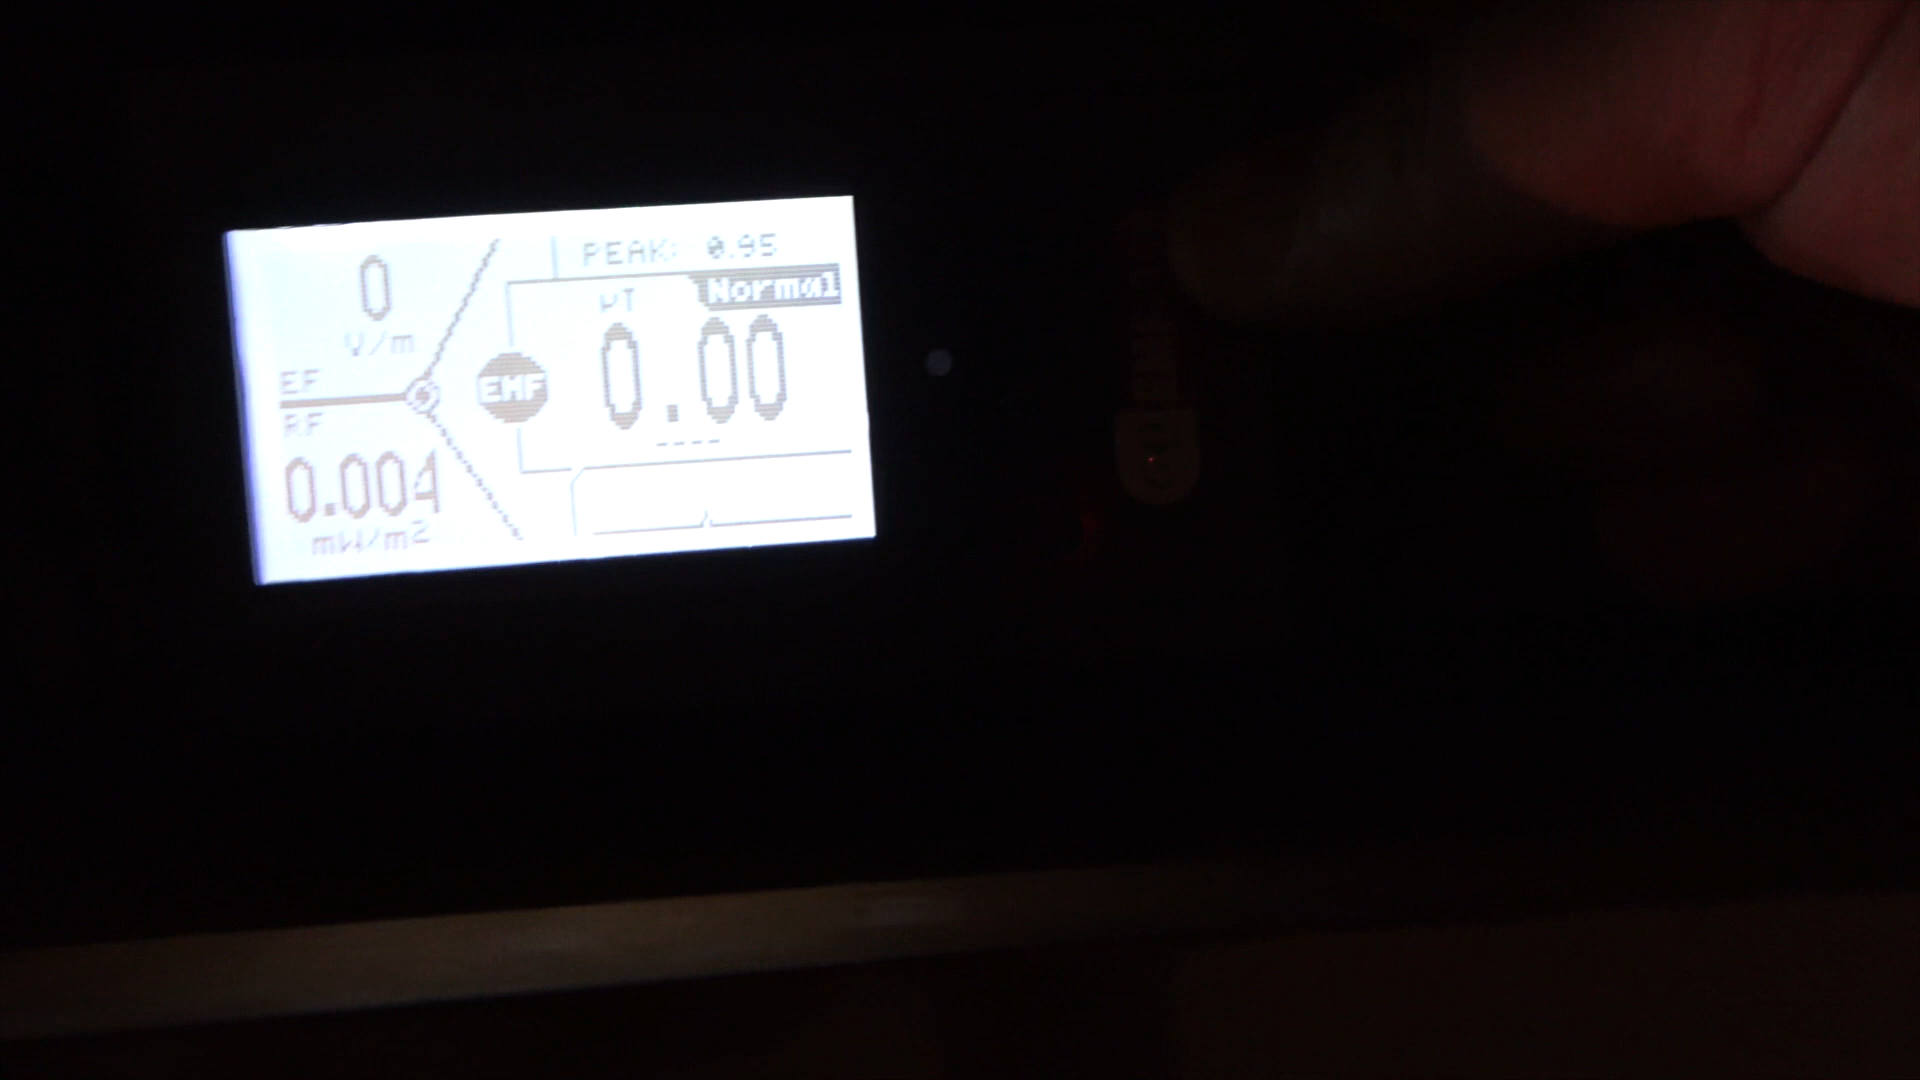 0
V/m
EF
RF
0.004
mW/m2
PEAK: 0.95
Normal
µT
EMF
0.00
----